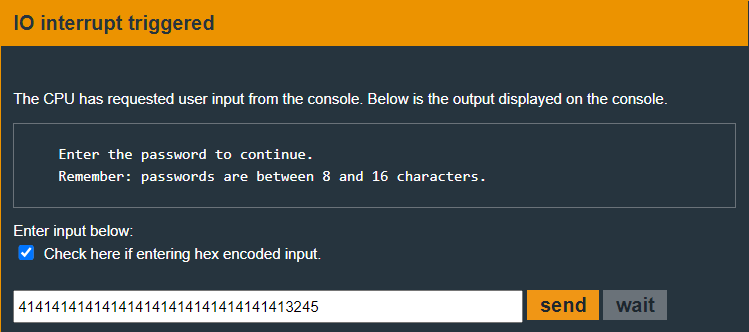 IO interrupt triggered
The CPU has requested user input from the console. Below is the output displayed on the console.
Enter the password to continue.
Remember: passwords are between 8 and 16 characters.
Enter input below:
Check here if entering hex encoded input.
414141414141414141414141414141413245 send wait